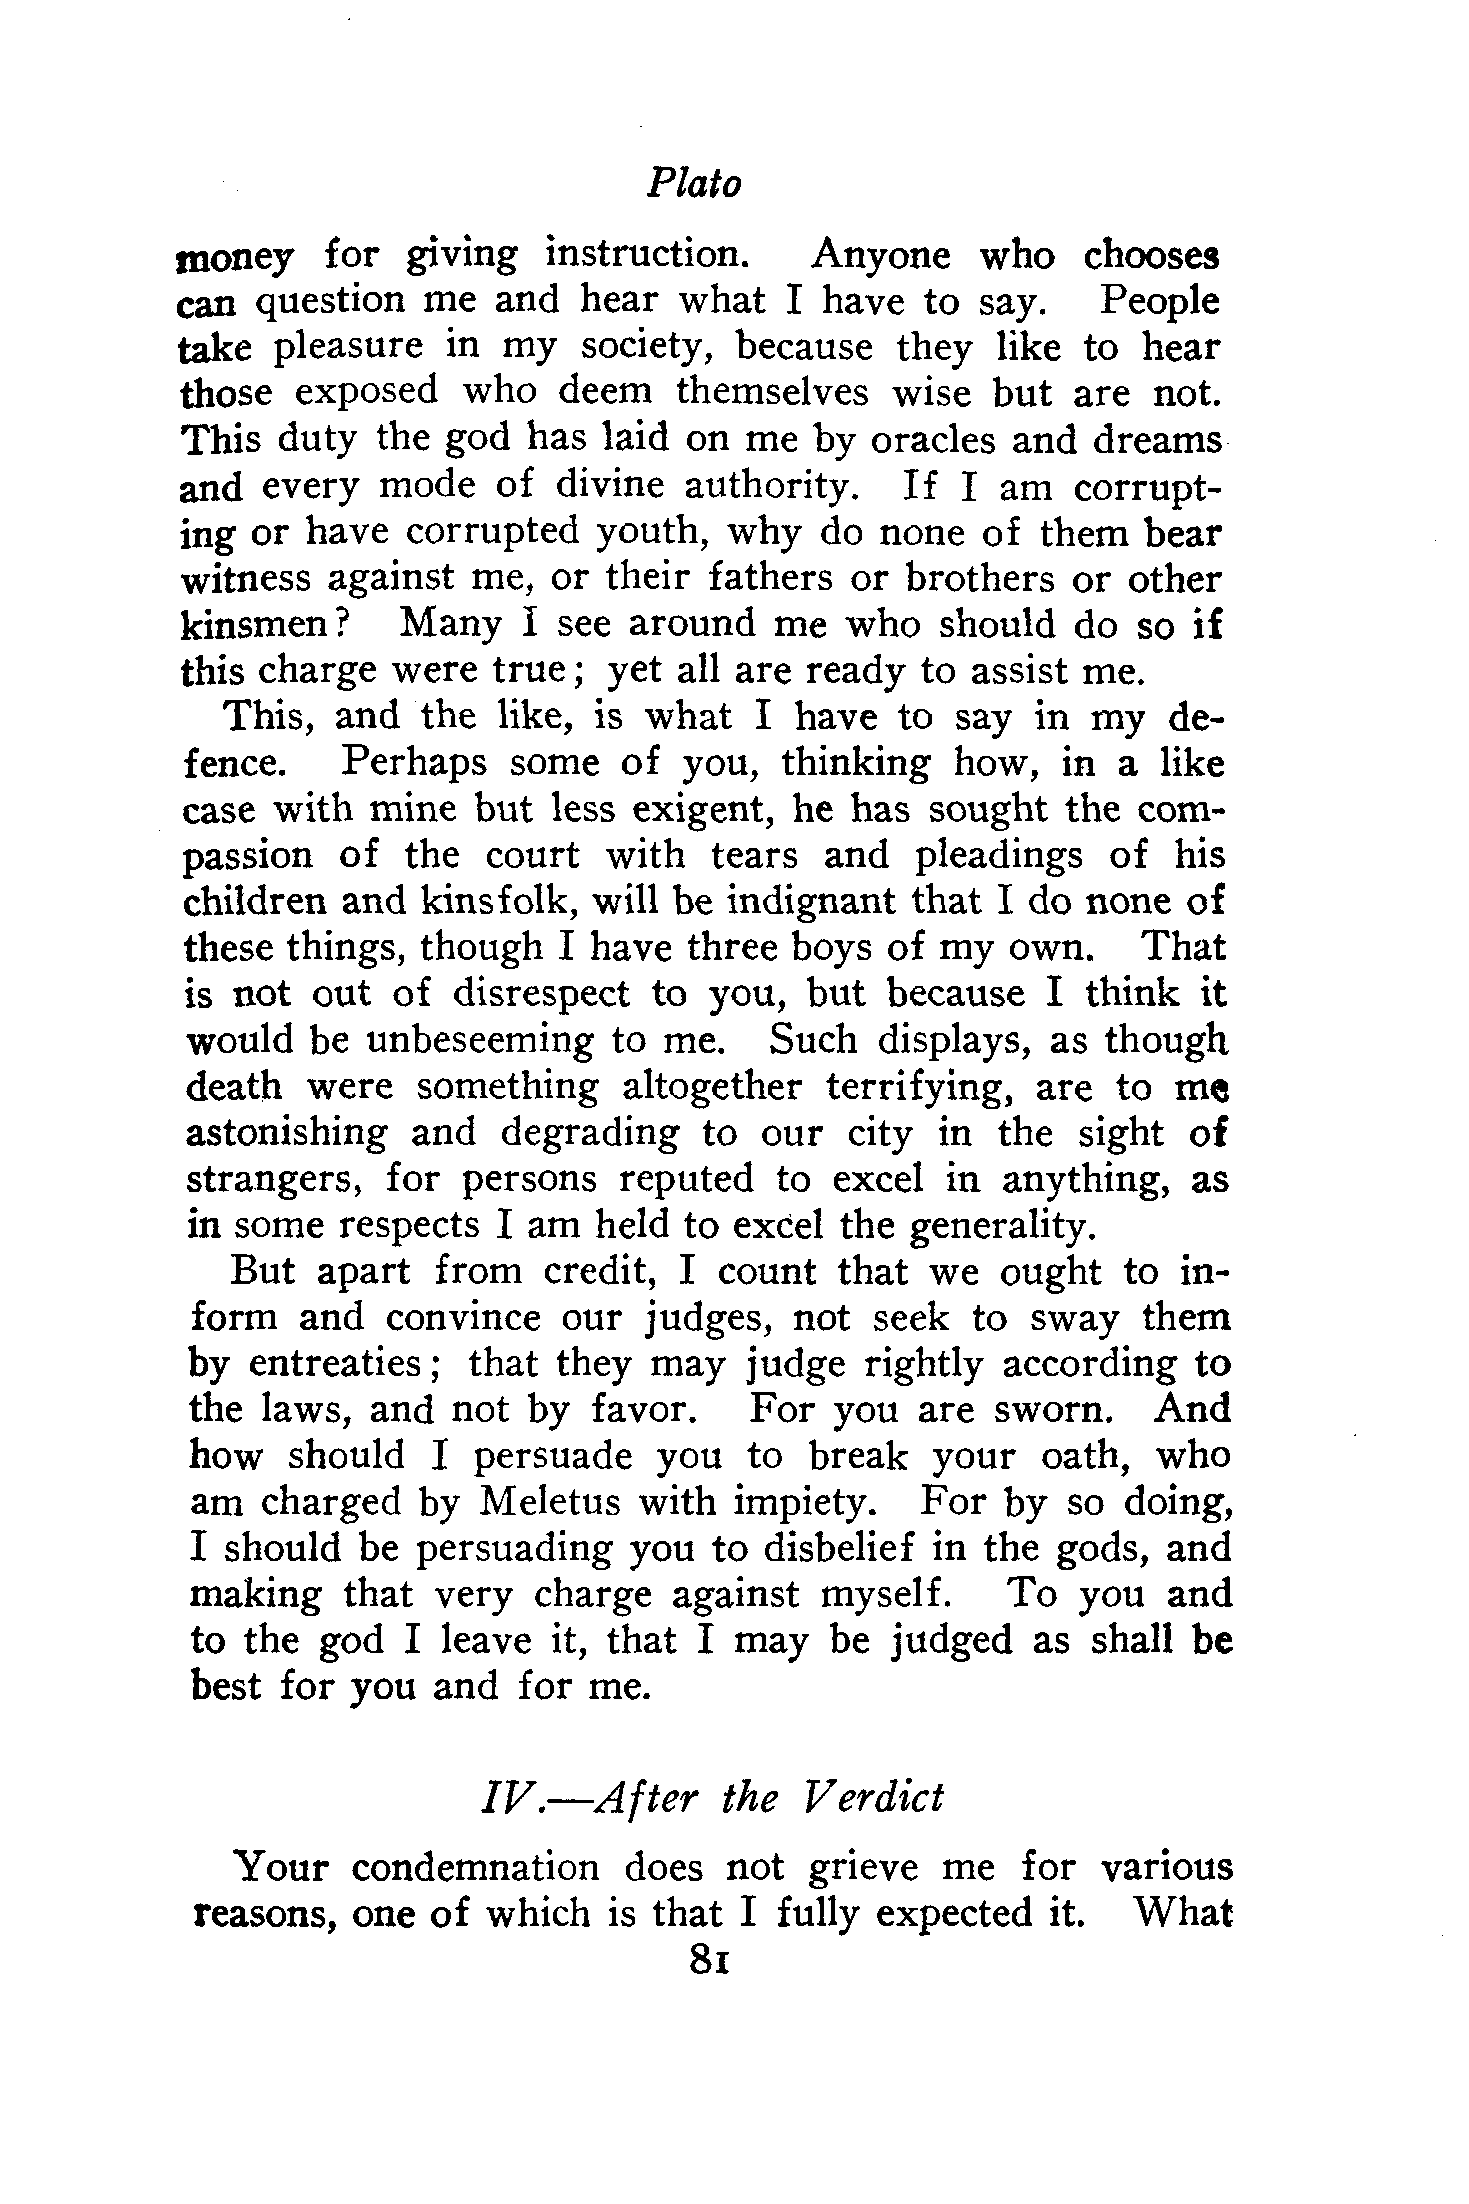 Plato
money for giving instruction. Anyone who chooses
can question me and hear what I have to say. People
take pleasure in my society, because they like to hear
those exposed who deem themselves wise but are not.
This duty the god has laid on me by oracles and dreams
and every mode of divine authority. If I am corrupt-
ing or have corrupted youth, why do none of them bear
witness against me, or their fathers or brothers or other
kinsmen? Many I see around me who should do so if
this charge were true; yet all are ready to assist me.
This, and the like, is what I have to say in my de-
fence. Perhaps some of you, thinking how, in a like
case with mine but less exigent, he has sought the com-
passion of the court with tears and pleadings of his
children and kinsfolk, will be indignant that I do none of
these things, though I have three boys of my own. That
is not out of disrespect to you, but because I think it
would be unbeseeming to me. Such displays, as though
death were something altogether terrifying, are to me
astonishing and degrading to our city in the sight of
strangers, for persons reputed to excel in anything, as
in some respects I am held to excel the generality.
But apart from credit, I count that we ought to in-
form and convince our judges, not seek to sway them
by entreaties; that they may judge rightly according to
the laws, and not by favor. For you are sworn. And
how should I persuade you to break your oath, who
am charged by Meletus with impiety. For by so doing,
I should be persuading you to disbelief in the gods, and
making that very charge against myself. To you and
to the god I leave it, that I may be judged as shall be
best for you and for me.
IV.—After the Verdict
Your condemnation does not grieve me for various
reasons, one of which is that I fully expected it. What
81